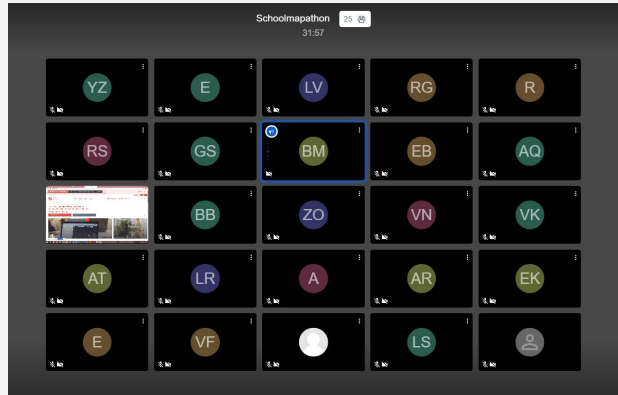 Schoolmapathon 25
31:57
YZ E LV RG R
RS GS BM EB AQ
BB ZO VN VK
AT LR A AR EK
E VF LS